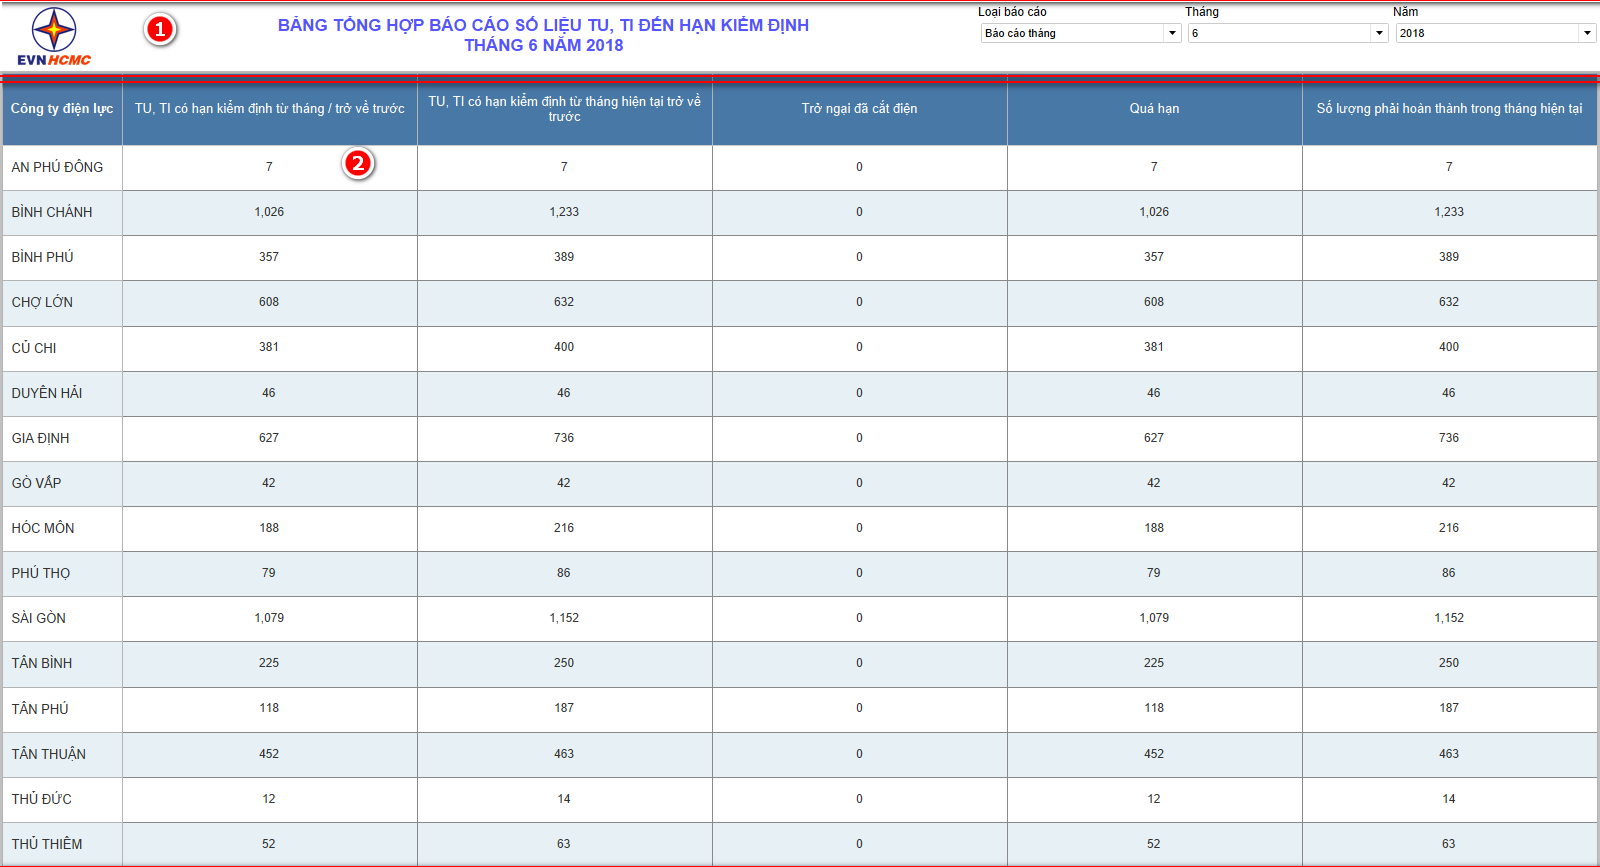 EVNHCMC
1
BẢNG TỔNG HỢP BÁO CÁO SỐ LIỆU TU, TI ĐẾN HẠN KIỂM ĐỊNH
THÁNG 6 NĂM 2018
Loại báo cáo Tháng Năm
Báo cáo tháng 6 2018
Công ty điện lực TU, TI có hạn kiểm định từ tháng / trở về trước TU, TI có hạn kiểm định từ tháng hiện tại trở về Trở ngại đã cắt điện Quá hạn Số lượng phải hoàn thành trong tháng hiện tại
trước
AN PHÚ ĐÔNG 7 2 7 0 7 7
BÌNH CHÁNH 1,026 1,233 0 1,026 1,233
BÌNH PHÚ 357 389 0 357 389
CHỢ LỚN 608 632 0 608 632
CỦ CHI 381 400 0 381 400
DUYÊN HẢI 46 46 0 46 46
GIA ĐỊNH 627 736 0 627 736
GÒ VẤP 42 42 0 42 42
HÓC MÔN 188 216 0 188 216
PHÚ THỌ 79 86 0 79 86
SÀI GÒN 1,079 1,152 0 1,079 1,152
TÂN BÌNH 225 250 0 225 250
TÂN PHÚ 118 187 0 118 187
TÂN THUẬN 452 463 0 452 463
THỦ ĐỨC 12 14 0 12 14
THỦ THIÊM 52 63 0 52 63